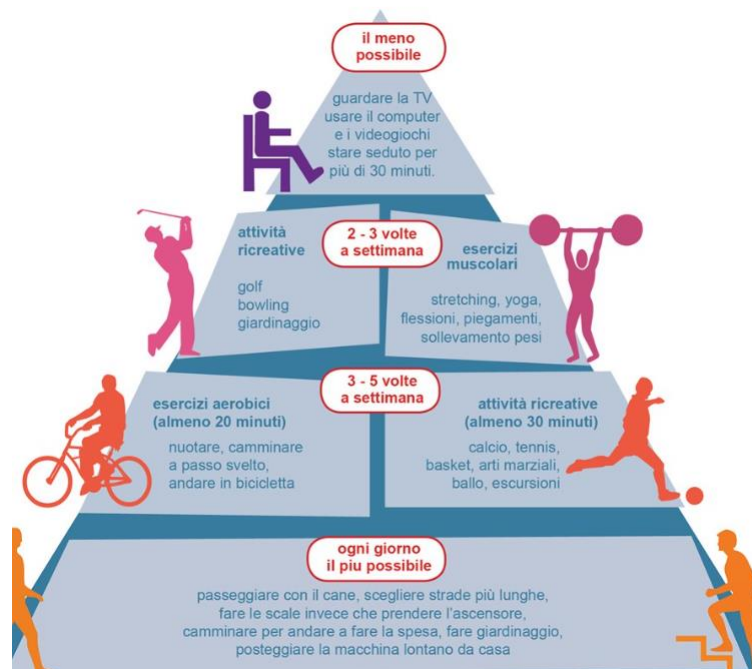 il meno
possibile
guardare la TV
usare il computer
e i videogiochi
stare seduto per
più di 30 minuti.
2 - 3 volte
a settimana
attività
ricreative
golf
bowling
giardinaggio
esercizi
muscolari
stretching, yoga,
flessioni, piegamenti,
sollevamento pesi
3 - 5 volte
a settimana
esercizi aerobici
(almeno 20 minuti)
nuotare, camminare
a passo svelto,
andare in bicicletta
attività ricreative
(almeno 30 minuti)
calcio, tennis,
basket, arti marziali,
ballo, escursioni
ogni giorno
il piu possibile
passeggiare con il cane, scegliere strade più lunghe,
fare le scale invece che prendere l'ascensore,
camminare per andare a fare la spesa, fare giardinaggio,
posteggiare la macchina lontano da casa